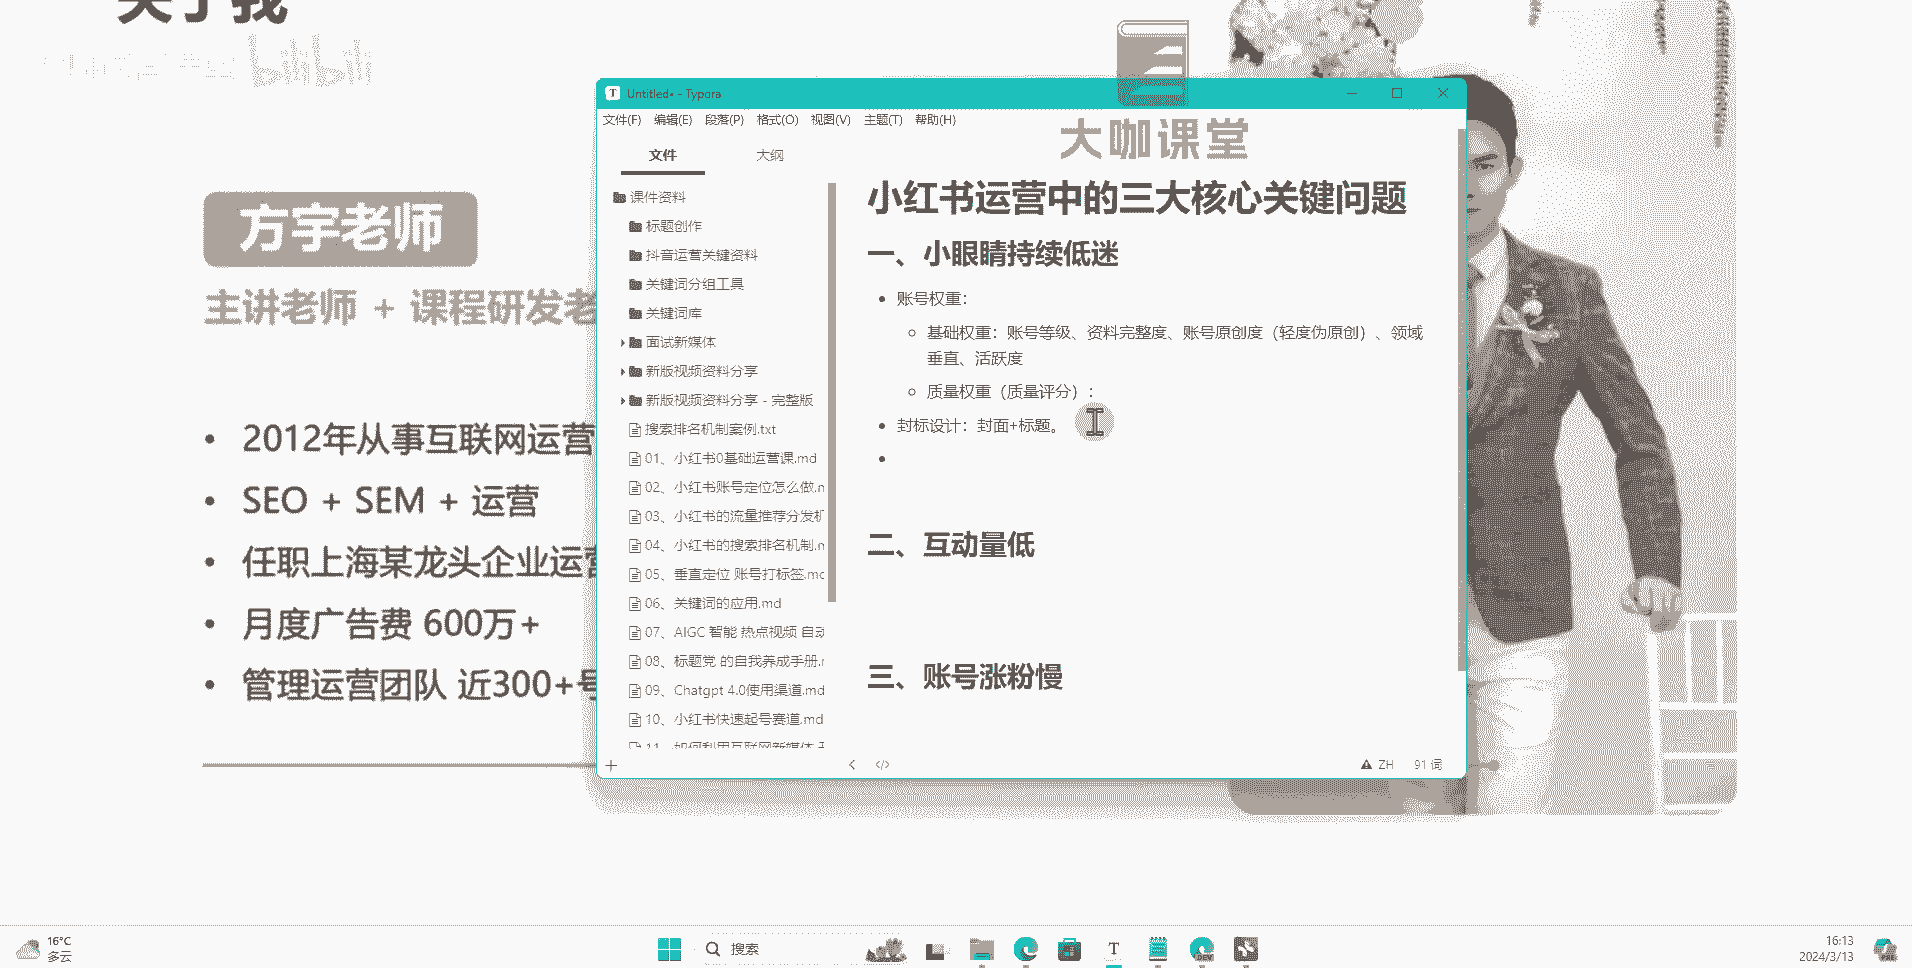 关于我
bilibili
方宇老师
主讲老师 + 课程研发老
2012年从事互联网运营
SEO + SEM + 运营
任职上海某龙头企业运营
月度广告费 600万+
管理运营团队 近300+号
Untitled• - Typora
文件(F) 编辑(E) 段落(P) 格式(O) 视图(V) 主题(T) 帮助(H)
大咖课堂
文件 大纲
课件资料
标题创作
抖音运营关键资料
关键词分组工具
关键词库
面试新媒体
新版视频资料分享
新版视频资料分享 - 完整版
搜索排名机制案例.txt
01、小红书0基础运营课.md
02、小红书账号定位怎么做.m
03、小红书的流量推荐分发机
04、小红书的搜索排名机制.m
05、垂直定位 账号打标签.md
06、关键词的应用.md
07、AIGC 智能 热点视频 自动
08、标题党 的自我养成手册.m
09、Chatgpt 4.0使用渠道.md
10、小红书快速起号赛道.md
11、如何利用互联网新媒体
小红书运营中的三大核心关键问题
一、小眼睛持续低迷
账号权重：
基础权重：账号等级、资料完整度、账号原创度（轻度伪原创）、领域
垂直、活跃度
质量权重（质量评分）：
封标设计：封面+标题。
二、互动量低
三、账号涨粉慢
ZH 91 词
16°C
多云
搜索
T
DEV
16:13
2024/3/13
PRE